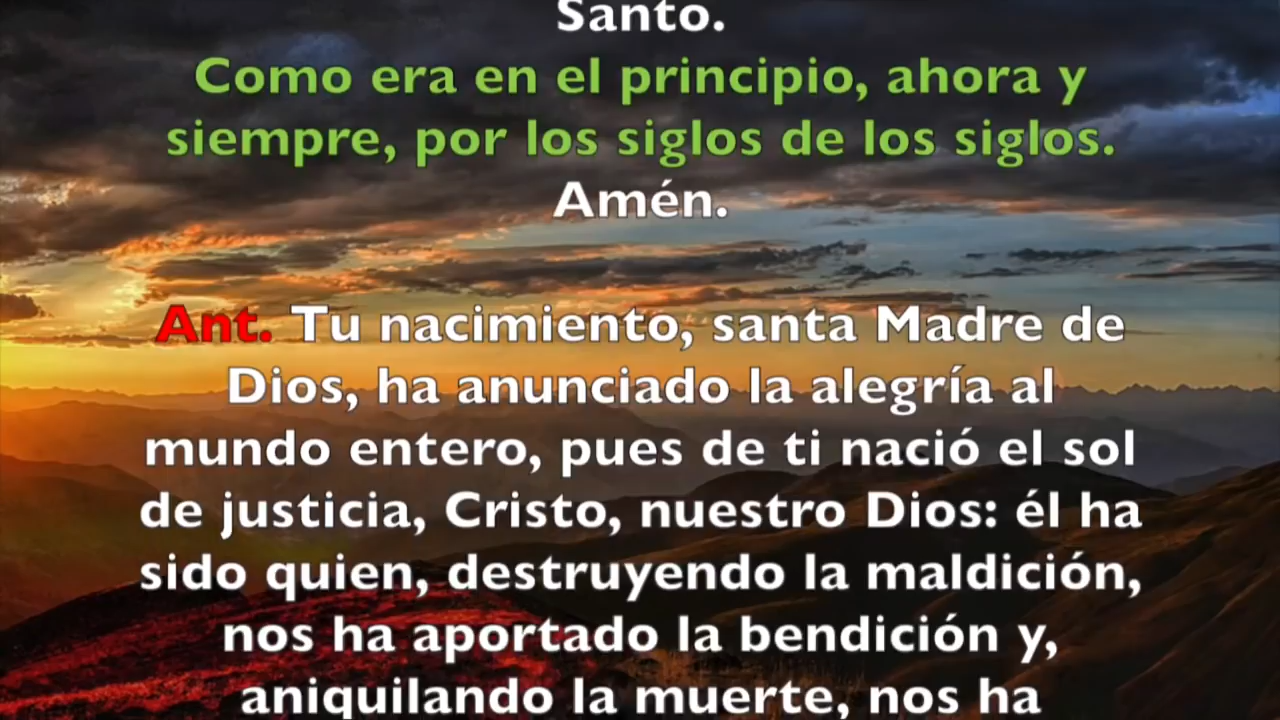 Santo.
Como era en el principio, ahora y
siempre, por los siglos de los siglos.
Amén.
Ant. Tu nacimiento, santa Madre de
Dios, ha anunciado la alegría al
mundo entero, pues de ti nació el sol
de justicia, Cristo, nuestro Dios: él ha
sido quien, destruyendo la maldición,
nos ha aportado la bendición y,
aniquilando la muerte, nos ha